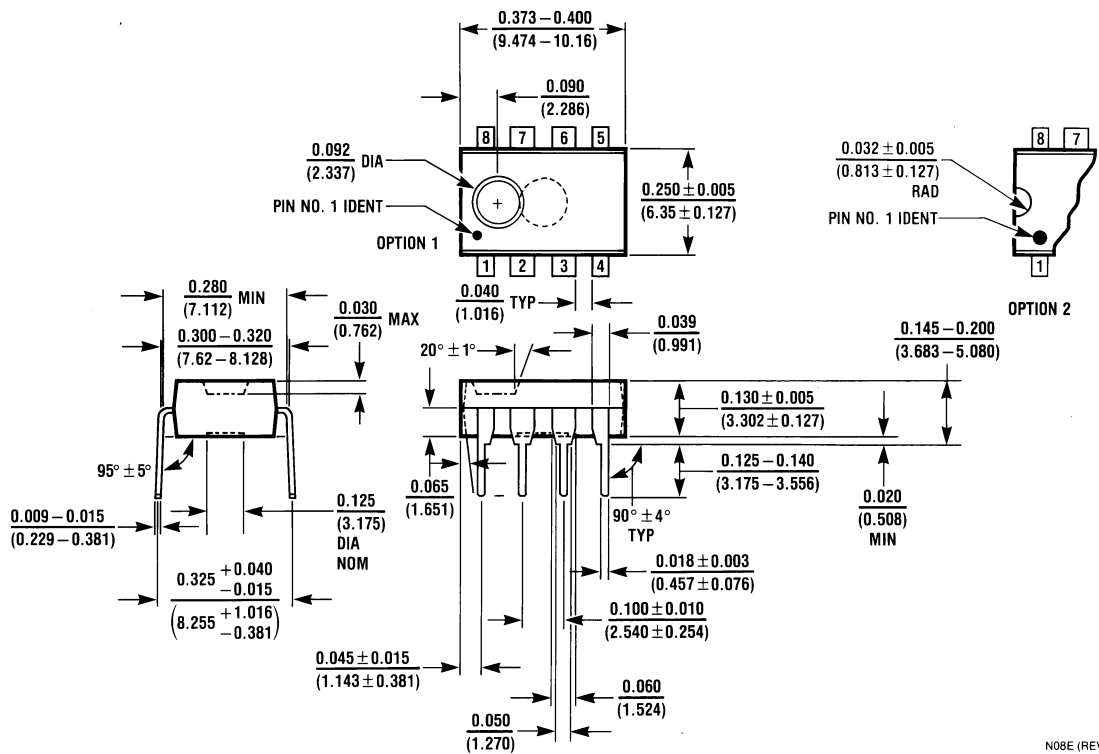 0.373 – 0.400
(9.474 – 10.16)
0.090
(2.286)
8 7 6 5
0.092 DIA
(2.337)
PIN NO. 1 IDENT
OPTION 1
1 2 3 4
0.250 ± 0.005
(6.35 ± 0.127)
8 7
0.032 ± 0.005
(0.813 ± 0.127)
RAD
PIN NO. 1 IDENT
1
OPTION 2
0.280 MIN
(7.112)
0.300 – 0.320
(7.62 – 8.128)
0.030 MAX
(0.762)
0.040 TYP
(1.016)
0.039
(0.991)
0.145 – 0.200
(3.683 – 5.080)
20° ± 1°
0.130 ± 0.005
(3.302 ± 0.127)
95° ± 5°
0.065
(1.651)
0.125 – 0.140
(3.175 – 3.556)
0.020
(0.508)
MIN
90° ± 4°
TYP
0.009 – 0.015
(0.229 – 0.381)
0.125
(3.175)
DIA
NOM
0.018 ± 0.003
(0.457 ± 0.076)
0.325 +0.040
−0.015
(8.255 +1.016
−0.381)
0.100 ± 0.010
(2.540 ± 0.254)
0.045 ± 0.015
(1.143 ± 0.381)
0.060
(1.524)
0.050
(1.270)
N08E